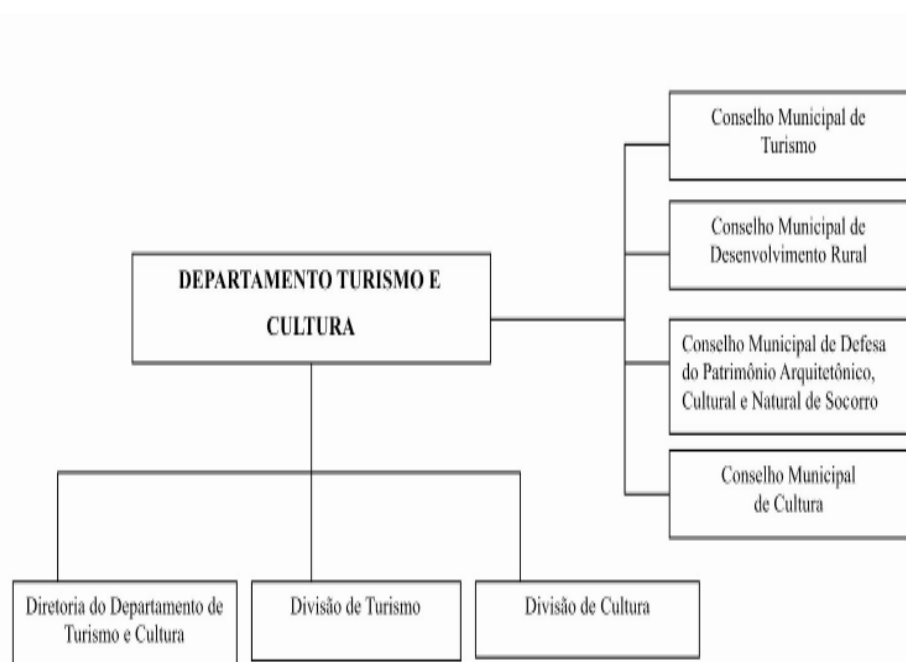 Conselho Municipal de
Turismo
Conselho Municipal de
Desenvolvimento Rural
DEPARTAMENTO TURISMO E
CULTURA
Conselho Municipal de Defesa
do Patrimônio Arquitetônico,
Cultural e Natural de Socorro
Conselho Municipal
de Cultura
Diretoria do Departamento de
Turismo e Cultura
Divisão de Turismo
Divisão de Cultura